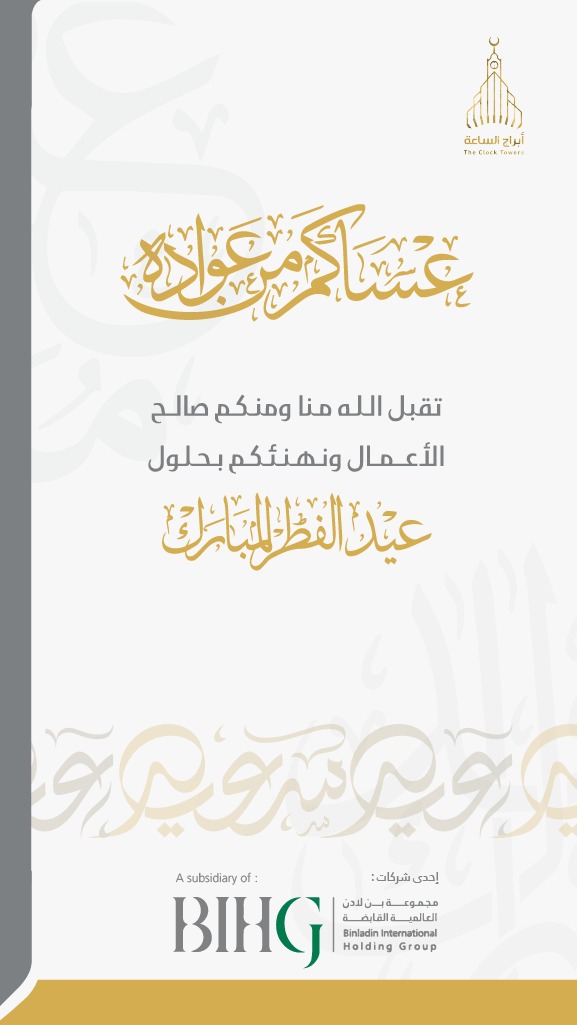 أبراج الساعة
The Clock Towers
عساكم من عواده
تقبل الله منا ومنكم صالح
الأعمال ونهنئكم بحلول
عيد الفطر المبارك
عيد سعيد عيد
A subsidiary of :
إحدى شركات :
BIHG
مجموعة بن لادن
العالمية القابضة
Binladin International
Holding Group